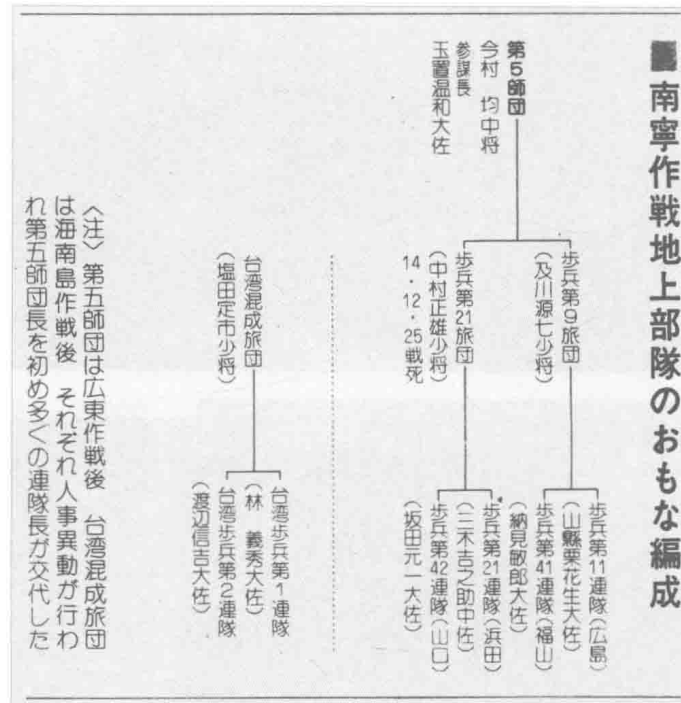 ■南寧作戦地上部隊のおもな編成
第5師団
今村 均中将
参謀長
玉置温和大佐
歩兵第9旅団
(及川源七少将)
歩兵第11連隊(広島)
(山縣栗花生大佐)
歩兵第41連隊(福山)
(納見敏郎大佐)
歩兵第21旅団
(中村正雄少将)
14・12・25戦死
歩兵第21連隊(浜田)
(三木吉之助中佐)
歩兵第42連隊(山口)
(坂田元一大佐)
台湾混成旅団
(塩田定市少将)
台湾歩兵第1連隊
(林 義秀大佐)
台湾歩兵第2連隊
(渡辺信吉大佐)
〈注〉第五師団は広東作戦後 台湾混成旅団
は海南島作戦後 それぞれ人事異動が行わ
れ第五師団長を初め多くの連隊長が交代した